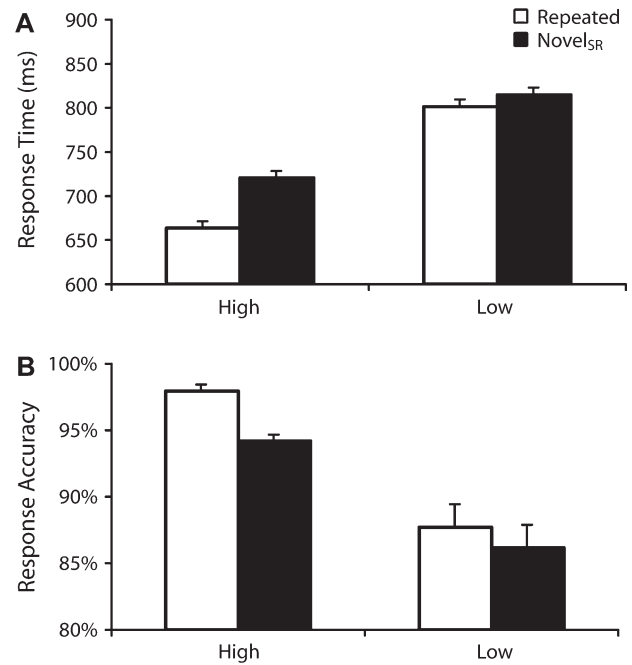 A
Repeated
NovelSR
Response Time (ms)
900
850
800
750
700
650
600
High Low
B
Response Accuracy
100%
95%
90%
85%
80%
High Low